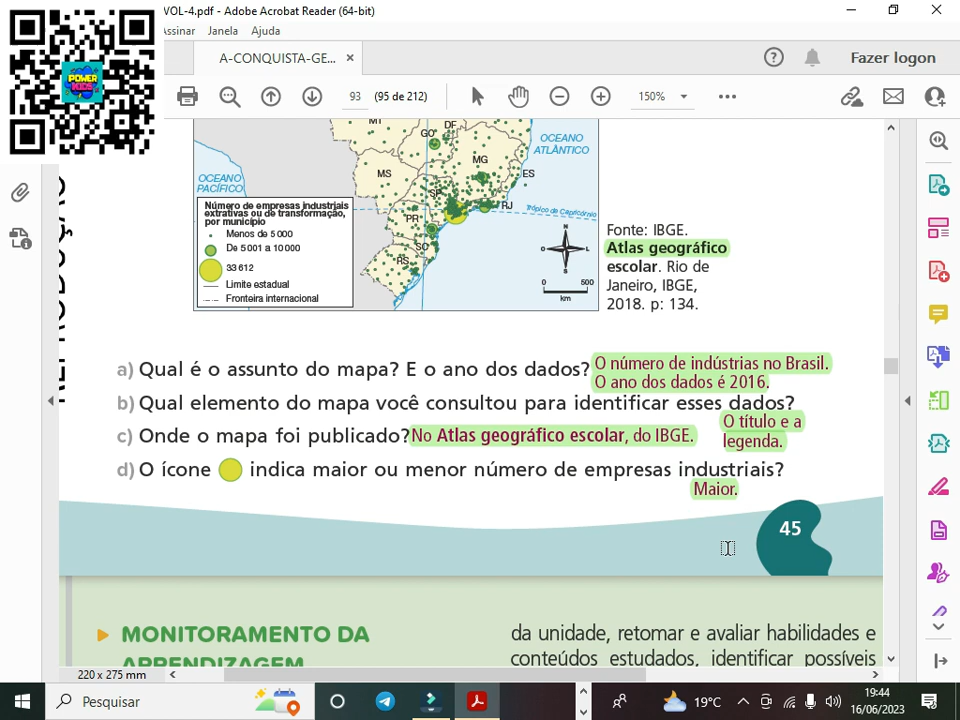 VOL-4.pdf - Adobe Acrobat Reader (64-bit)
Assinar Janela Ajuda
A-CONQUISTA-GE...
Fazer logon
93 (95 de 212)
150%
POWER KIDS
MT
GO
DF
OCEANO
ATLÂNTICO
MS
MG
ES
OCEANO
PACÍFICO
SP
RJ
Trópico de Capricórnio
PR
SC
RS
Número de empresas industriais
extrativas ou de transformação,
por município
Menos de 5 000
De 5 001 a 10 000
33 612
Limite estadual
Fronteira internacional
N
O
L
S
0 500
km
Fonte: IBGE.
Atlas geográfico
escolar. Rio de
Janeiro, IBGE,
2018. p: 134.
a) Qual é o assunto do mapa? E o ano dos dados? O número de indústrias no Brasil.
O ano dos dados é 2016.
b) Qual elemento do mapa você consultou para identificar esses dados?
O título e a
legenda.
c) Onde o mapa foi publicado? No Atlas geográfico escolar, do IBGE.
d) O ícone indica maior ou menor número de empresas industriais?
Maior.
45
MONITORAMENTO DA
APRENDIZAGEM
da unidade, retomar e avaliar habilidades e
conteúdos estudados, identificar possíveis
220 x 275 mm
Pesquisar
19°C
19:44
16/06/2023